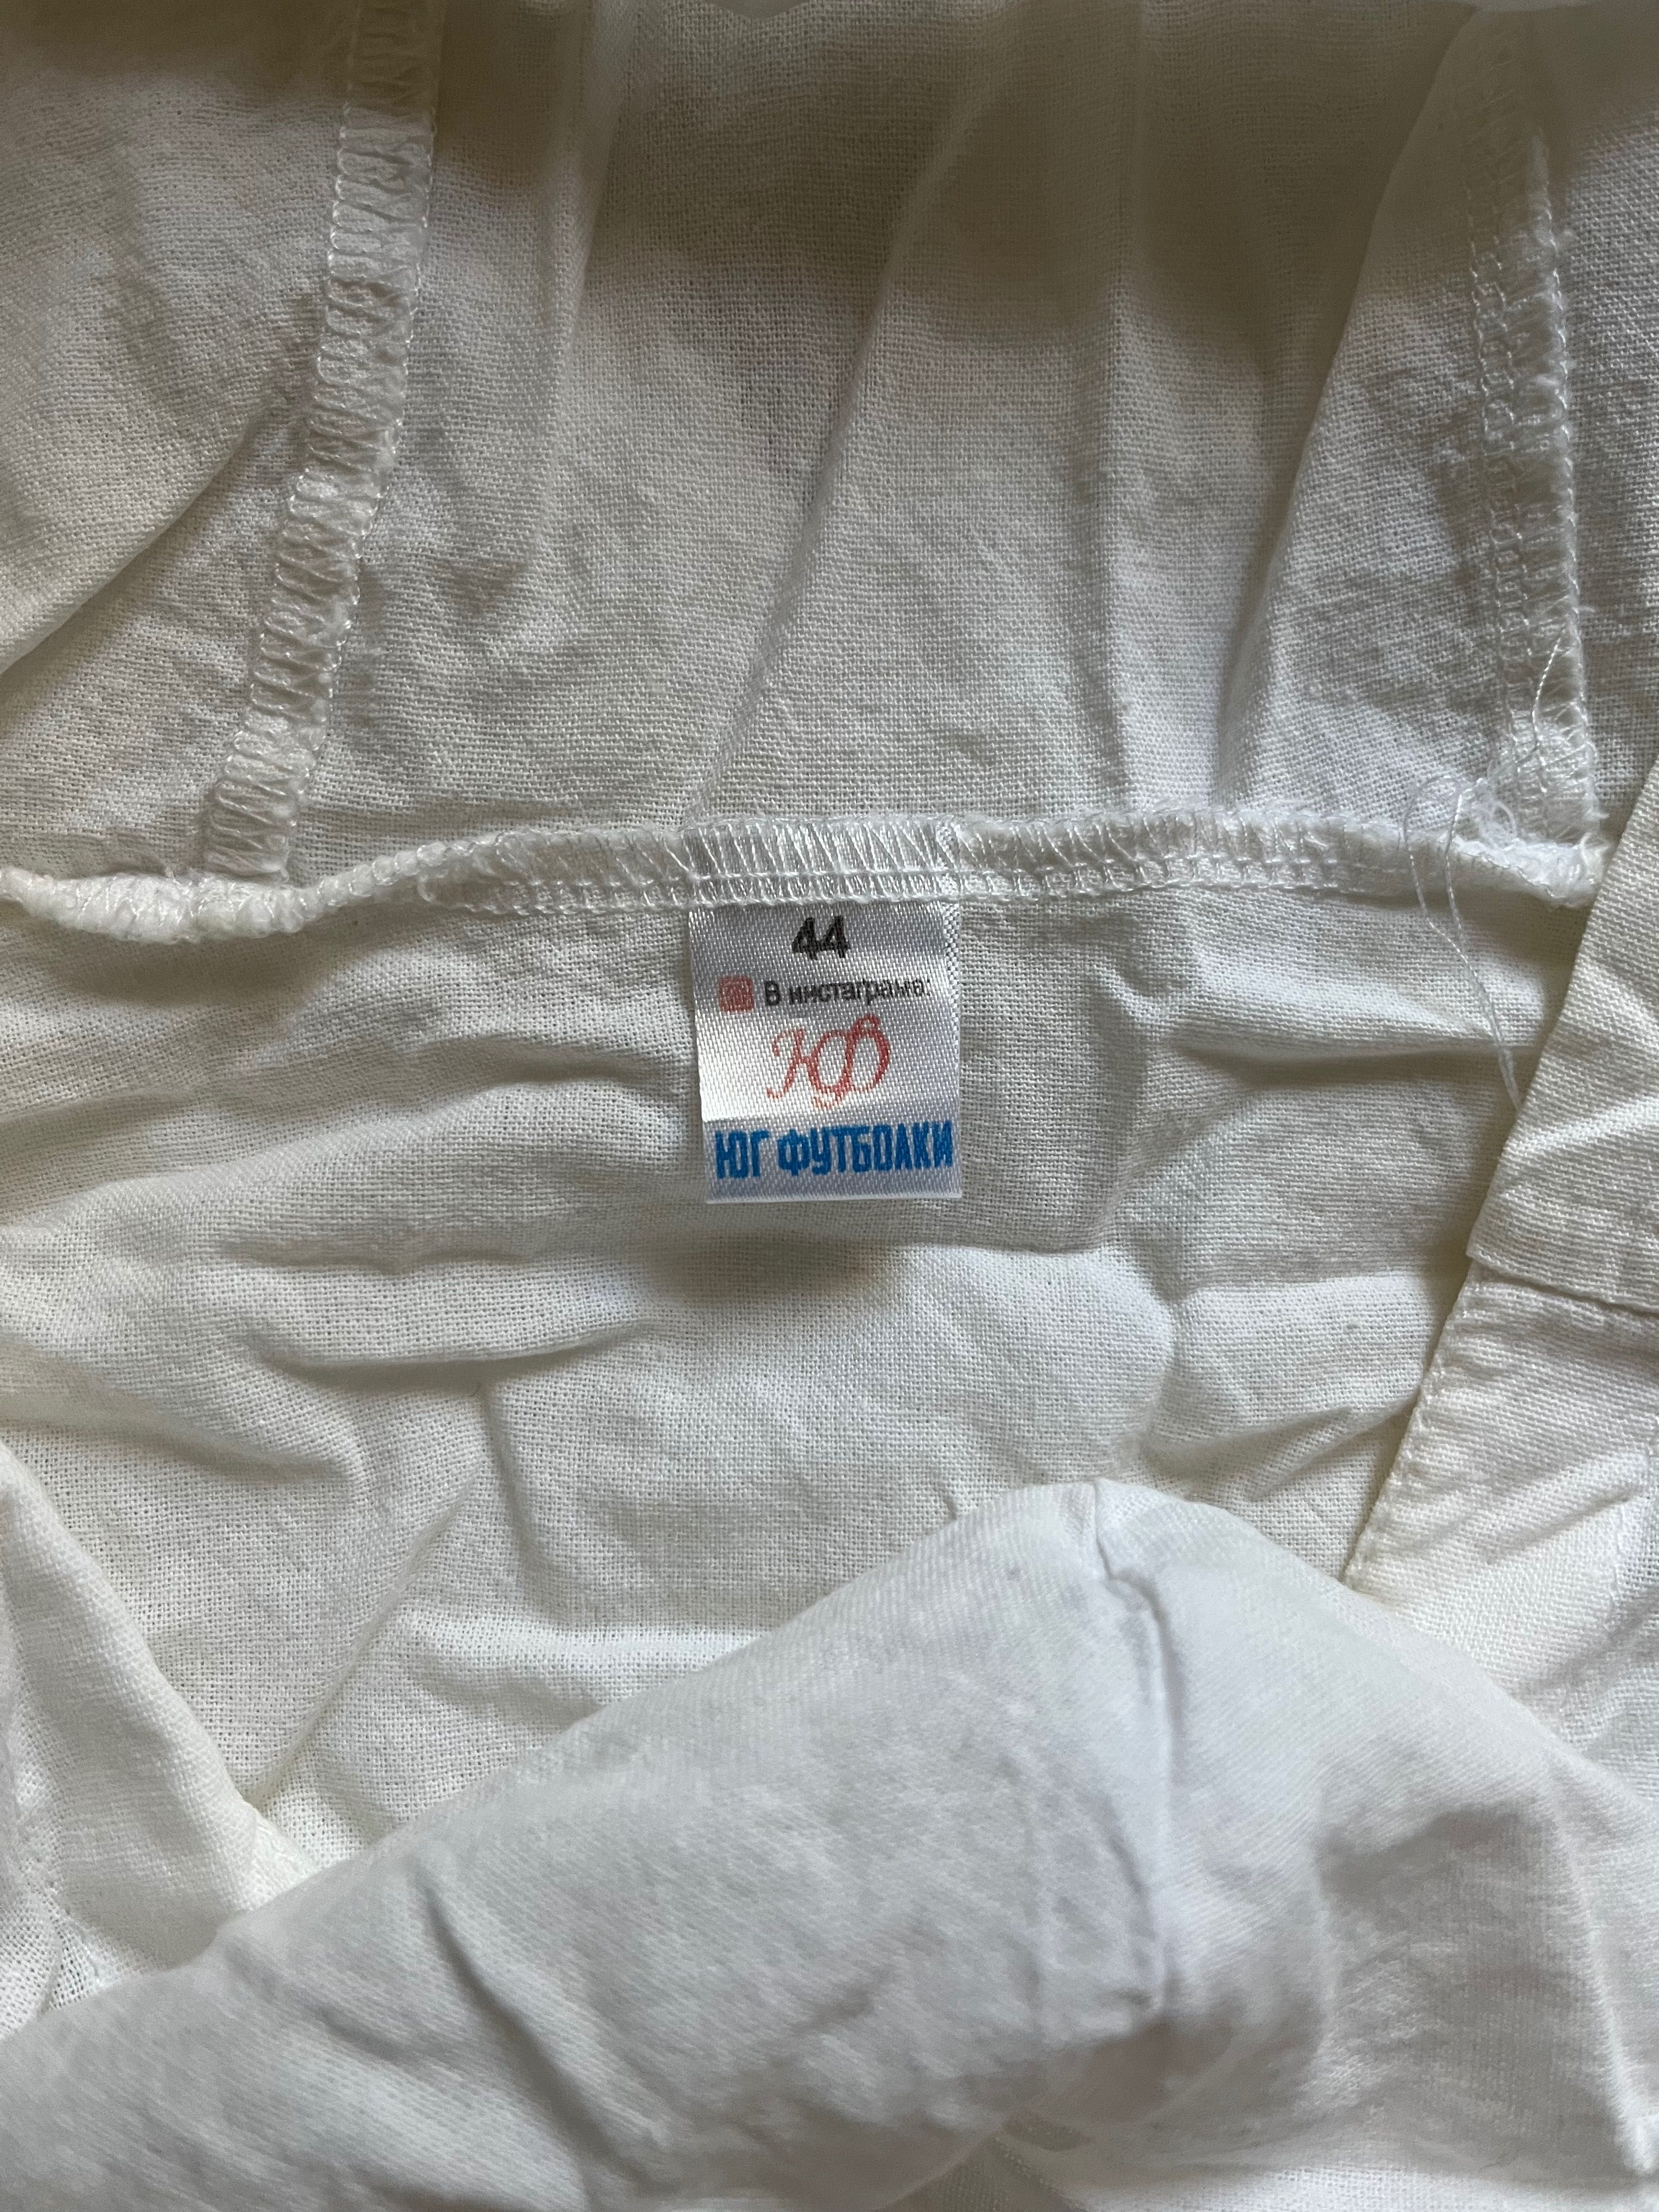 44
В инстаграме:
ЮФ
ЮГ ФУТБОЛКИ